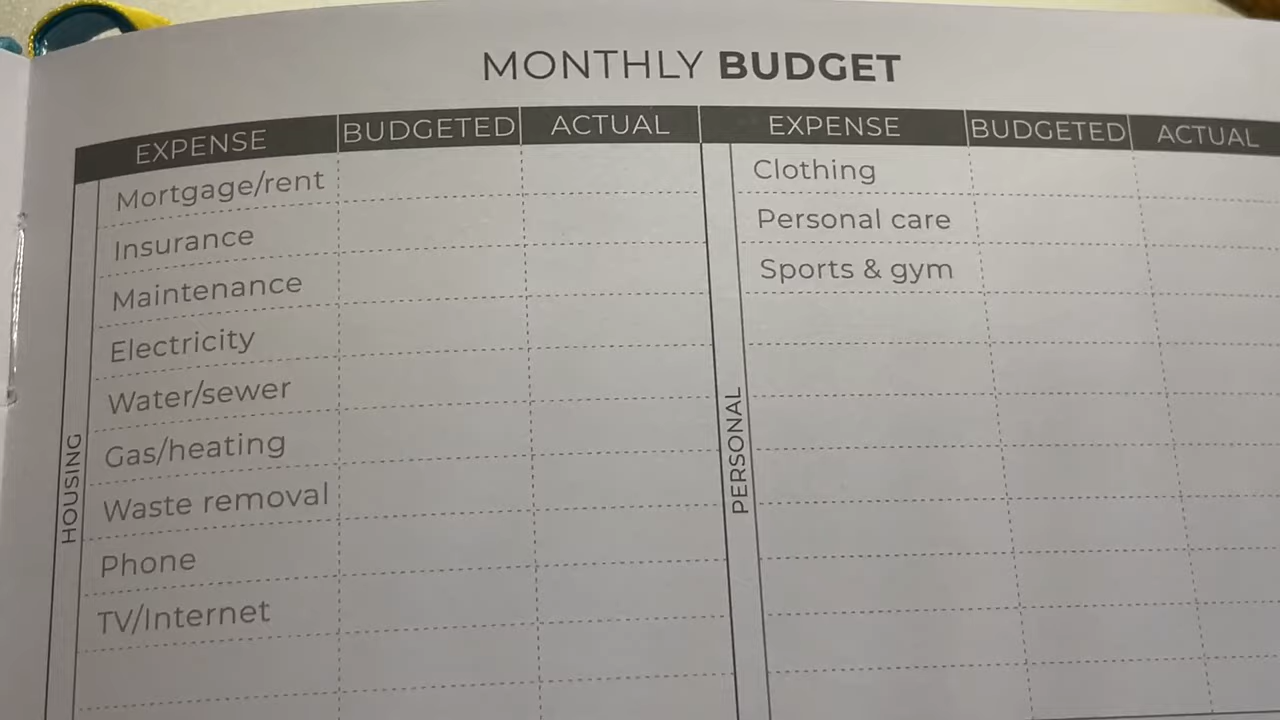 MONTHLY BUDGET
EXPENSE BUDGETED ACTUAL EXPENSE BUDGETED ACTUAL
HOUSING
Mortgage/rent
Insurance
Maintenance
Electricity
Water/sewer
Gas/heating
Waste removal
Phone
TV/Internet
PERSONAL
Clothing
Personal care
Sports & gym